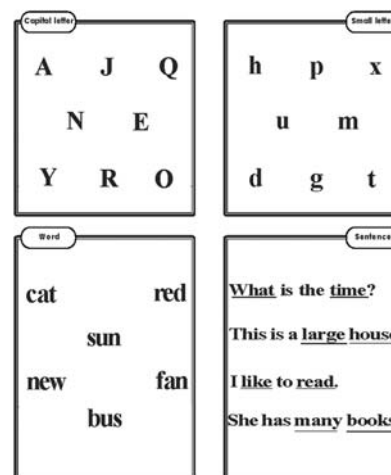 Capital letter
A J Q
N E
Y R O
Small lette
h p x
u m
d g t
Word
cat red
sun
new fan
bus
Sentence
What is the time?
This is a large house
I like to read.
She has many books